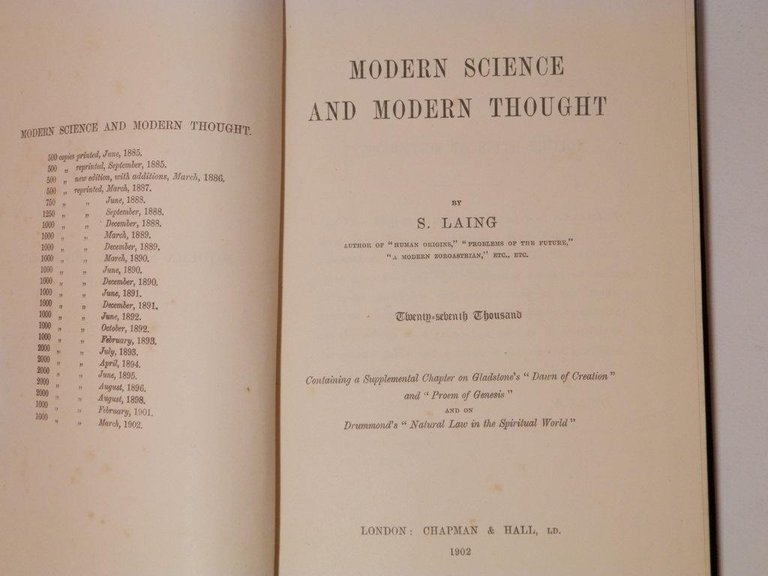 MODERN SCIENCE AND MODERN THOUGHT.
500 copies printed, June, 1885.
500 „ reprinted, September, 1885.
500 „ new edition, with additions, March, 1886.
500 „ reprinted, March, 1887.
750 „ „ June, 1888.
1250 „ „ September, 1888.
1000 „ „ December, 1888.
1000 „ „ March, 1889.
1000 „ „ December, 1889.
1000 „ „ March, 1890.
1000 „ „ June, 1890.
1000 „ „ December, 1890.
1000 „ „ June, 1891.
1000 „ „ December, 1891.
1000 „ „ June, 1892.
1000 „ „ October, 1892.
1000 „ „ February, 1893.
2000 „ „ July, 1893.
2000 „ „ April, 1894.
2000 „ „ June, 1895.
2000 „ „ August, 1896.
2000 „ „ August, 1898.
1000 „ „ February, 1901.
1000 „ „ March, 1902.
MODERN SCIENCE
AND MODERN THOUGHT
BY
S. LAING
AUTHOR OF "HUMAN ORIGINS," "PROBLEMS OF THE FUTURE,"
"A MODERN ZOROASTRIAN," ETC., ETC.
Twenty-seventh Thousand
Containing a Supplemental Chapter on Gladstone's "Dawn of Creation"
and "Proem of Genesis"
AND ON
Drummond's "Natural Law in the Spiritual World"
LONDON: CHAPMAN & HALL, LD.
1902